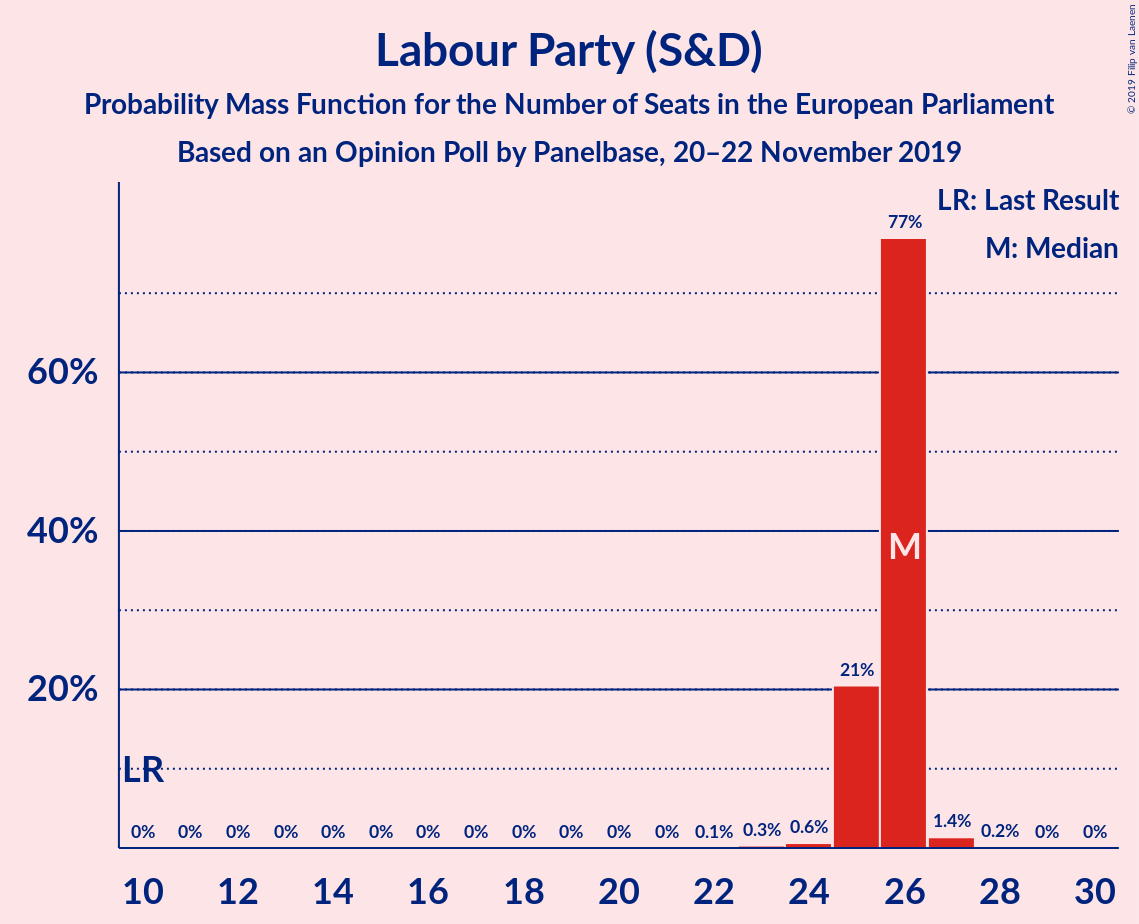 Labour Party (S&D)
Probability Mass Function for the Number of Seats in the European Parliament
Based on an Opinion Poll by Panelbase, 20–22 November 2019
© 2019 Filip van Laenen
LR: Last Result
M: Median
77%
60%
40%
M
21%
20%
LR
0% 0% 0% 0% 0% 0% 0% 0% 0% 0% 0% 0% 0.1% 0.3% 0.6% 1.4% 0.2% 0% 0%
10 12 14 16 18 20 22 24 26 28 30